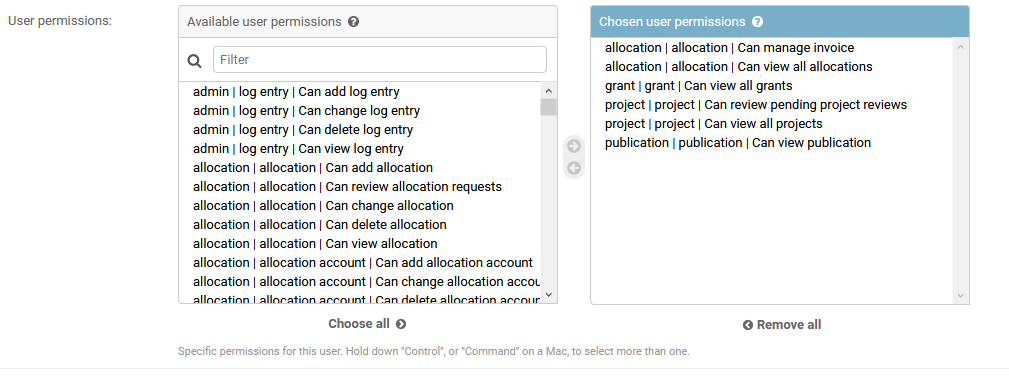 User permissions:
Available user permissions ?
Filter
admin | log entry | Can add log entry
admin | log entry | Can change log entry
admin | log entry | Can delete log entry
admin | log entry | Can view log entry
allocation | allocation | Can add allocation
allocation | allocation | Can review allocation requests
allocation | allocation | Can change allocation
allocation | allocation | Can delete allocation
allocation | allocation | Can view allocation
allocation | allocation account | Can add allocation account
allocation | allocation account | Can change allocation accou
allocation | allocation account | Can delete allocation accour
Choose all
Chosen user permissions ?
allocation | allocation | Can manage invoice
allocation | allocation | Can view all allocations
grant | grant | Can view all grants
project | project | Can review pending project reviews
project | project | Can view all projects
publication | publication | Can view publication
Remove all
Specific permissions for this user. Hold down "Control", or "Command" on a Mac, to select more than one.